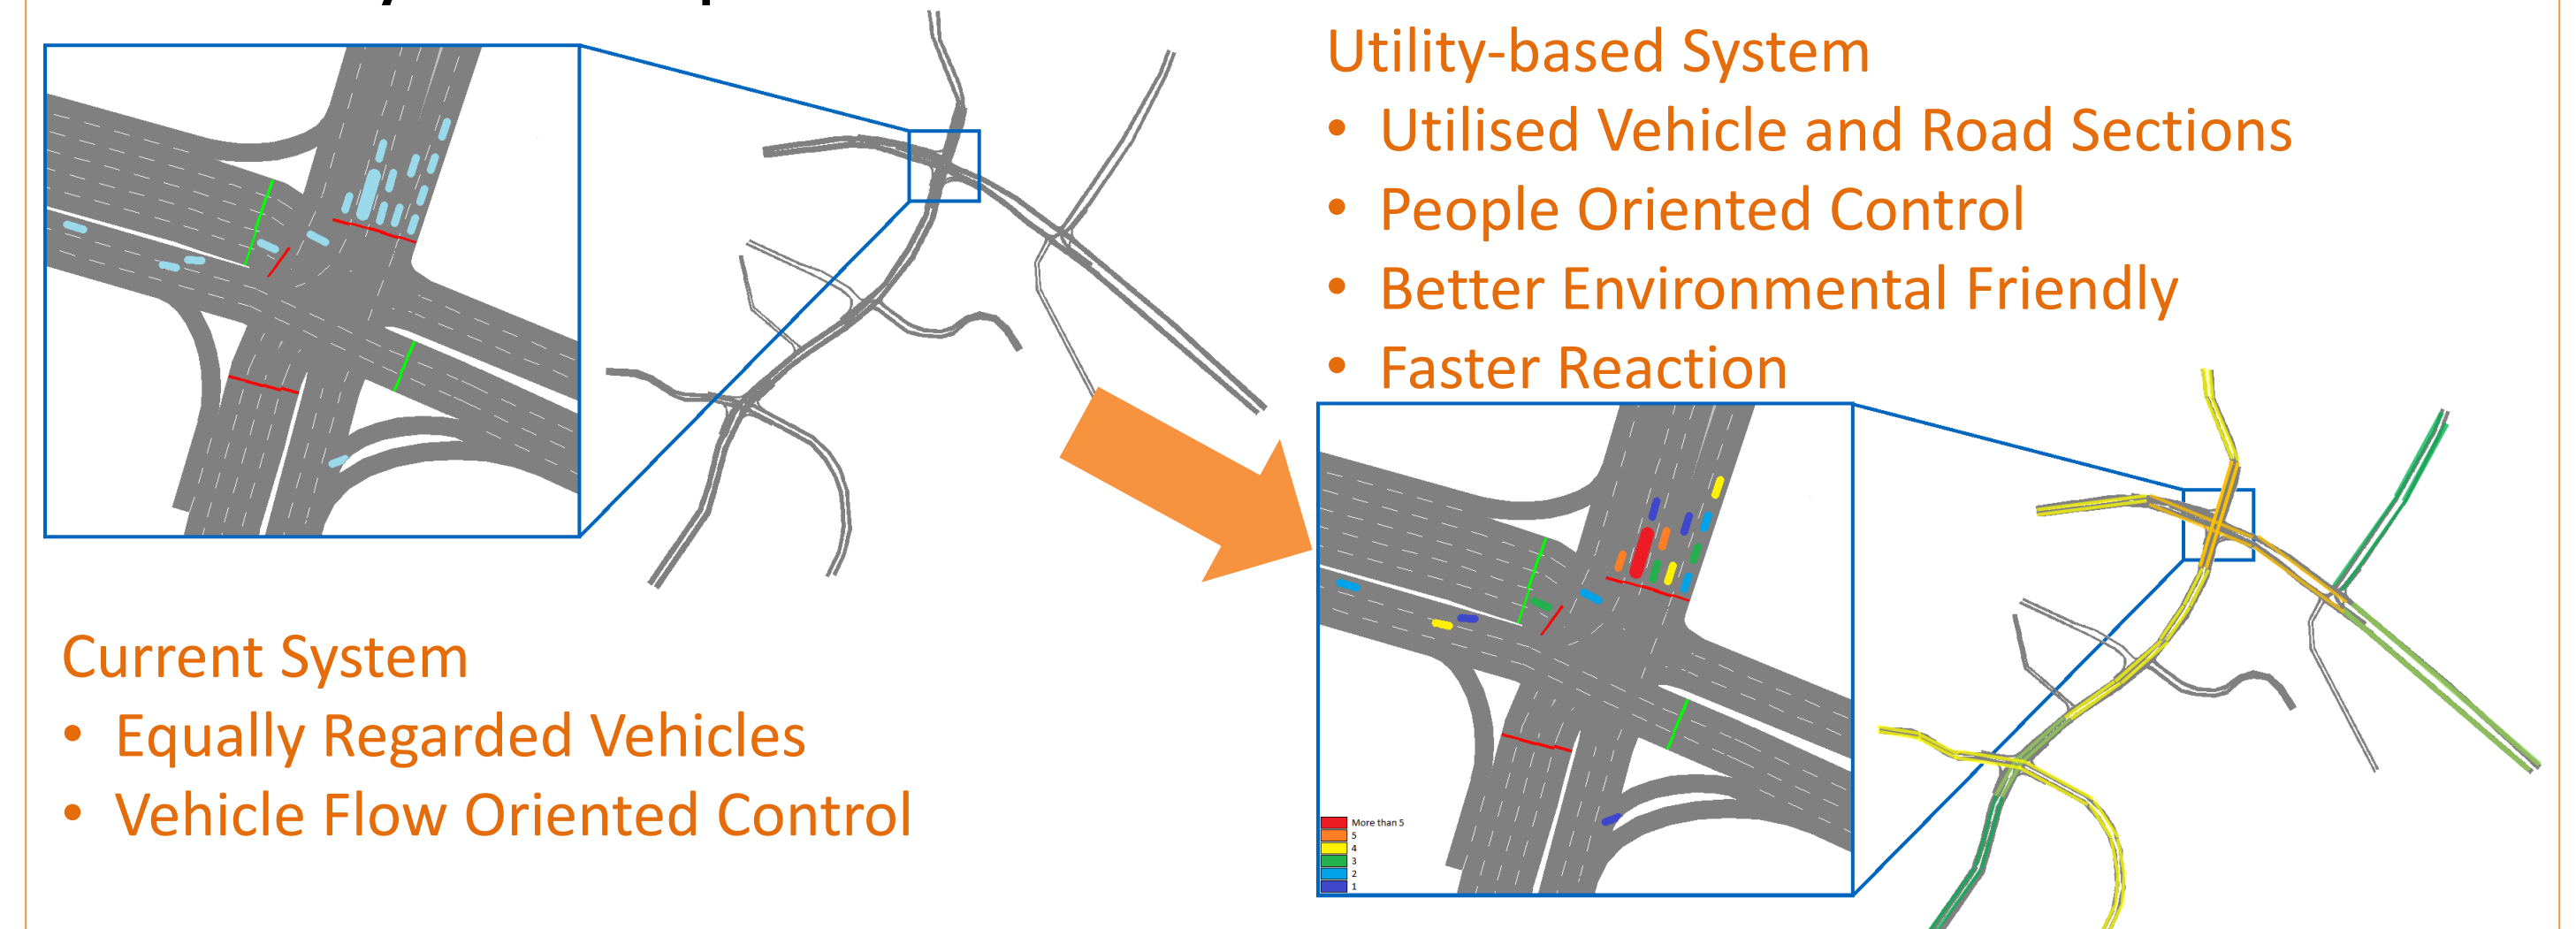 Utility-based System
• Utilised Vehicle and Road Sections
• People Oriented Control
• Better Environmental Friendly
• Faster Reaction
Current System
• Equally Regarded Vehicles
• Vehicle Flow Oriented Control
More than 5
5
4
3
2
1